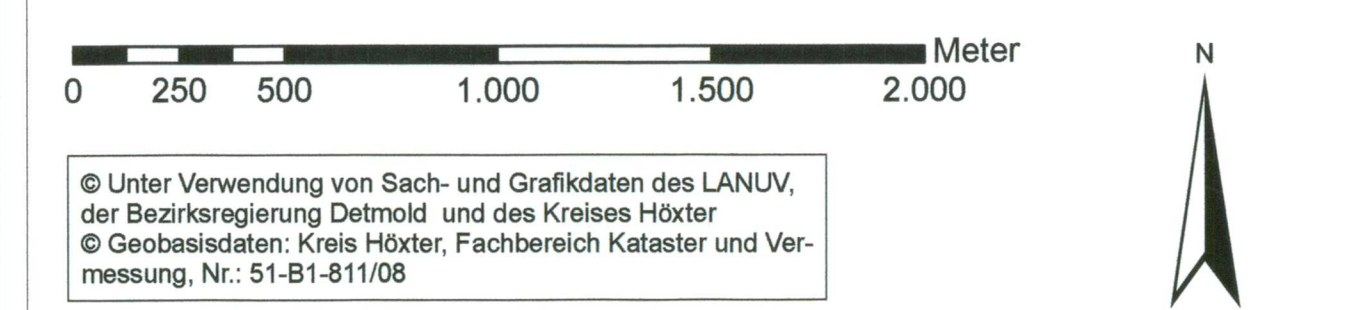 Meter
N
0 250 500 1.000 1.500 2.000
© Unter Verwendung von Sach- und Grafikdaten des LANUV,
der Bezirksregierung Detmold und des Kreises Höxter
© Geobasisdaten: Kreis Höxter, Fachbereich Kataster und Ver-
messung, Nr.: 51-B1-811/08